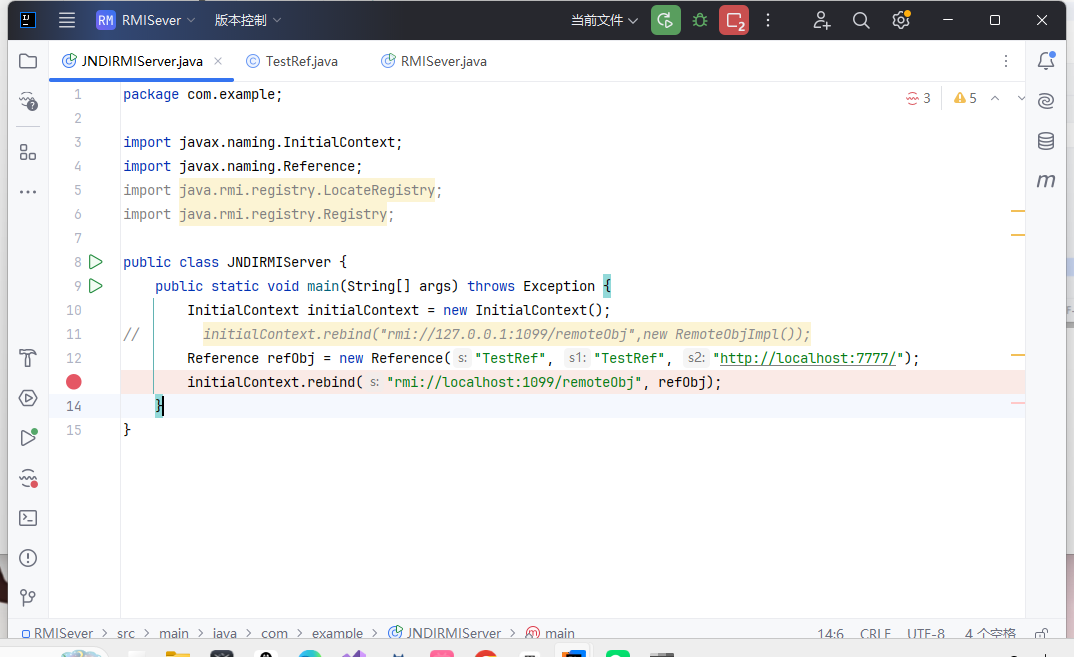 RM RMISever 版本控制 当前文件 2
JNDIRMIServer.java TestRef.java RMISever.java
1 package com.example; 3 5
2
3 import javax.naming.InitialContext;
4 import javax.naming.Reference;
5 import java.rmi.registry.LocateRegistry;
6 import java.rmi.registry.Registry;
7
8 public class JNDIRMIServer {
9 public static void main(String[] args) throws Exception {
10 InitialContext initialContext = new InitialContext();
11 // initialContext.rebind("rmi://127.0.0.1:1099/remoteObj",new RemoteObjImpl());
12 Reference refObj = new Reference( s: "TestRef", s1: "TestRef", s2: "http://localhost:7777/");
initialContext.rebind( s: "rmi://localhost:1099/remoteObj", refObj);
14 }
15 }
RMISever > src > main > java > com > example > JNDIRMIServer > main 14:6 CRLF UTF-8 4 个空格